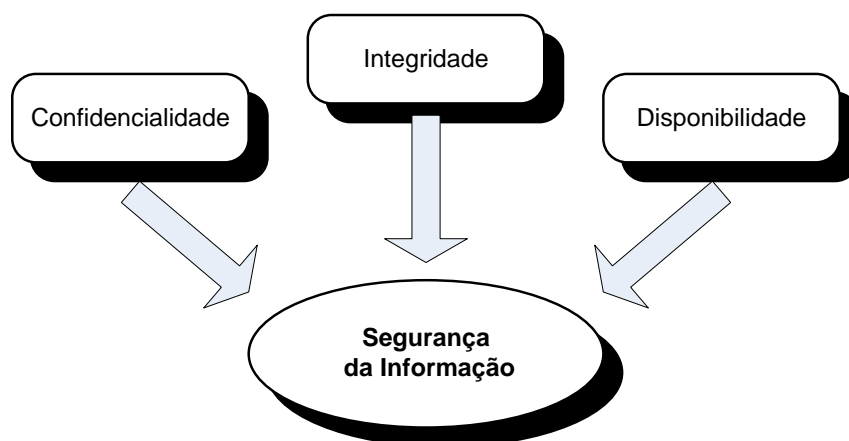 Integridade
Confidencialidade
Disponibilidade
Segurança
da Informação